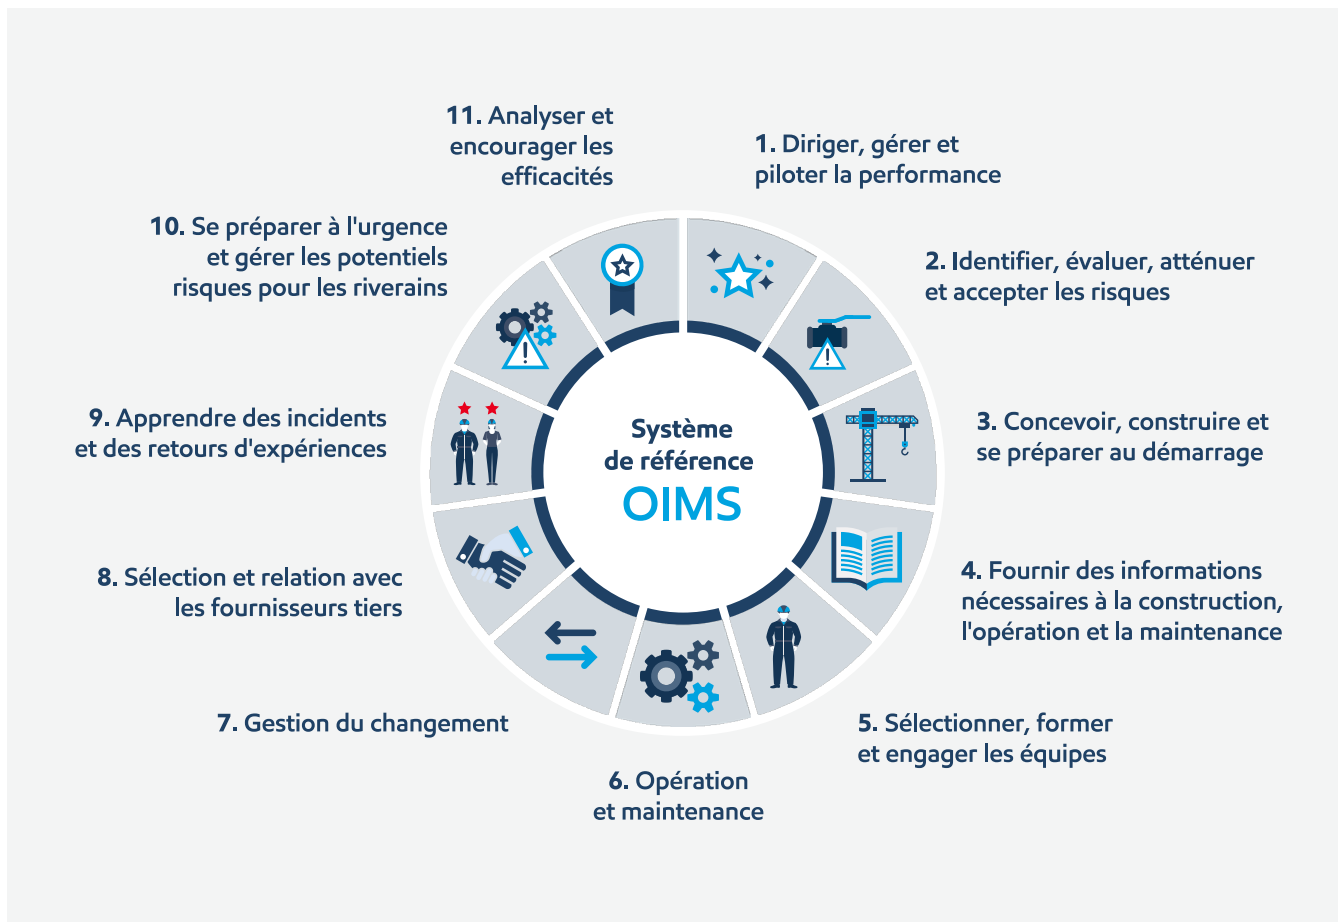 Système
de référence
OIMS
1. Diriger, gérer et
piloter la performance
2. Identifier, évaluer, atténuer
et accepter les risques
3. Concevoir, construire et
se préparer au démarrage
4. Fournir des informations
nécessaires à la construction,
l'opération et la maintenance
5. Sélectionner, former
et engager les équipes
6. Opération
et maintenance
7. Gestion du changement
8. Sélection et relation avec
les fournisseurs tiers
9. Apprendre des incidents
et des retours d'expériences
10. Se préparer à l'urgence
et gérer les potentiels
risques pour les riverains
11. Analyser et
encourager les
efficacités